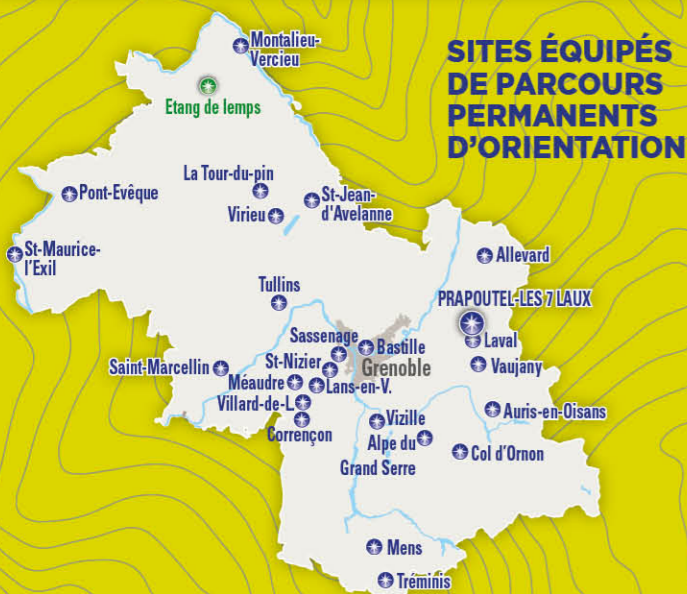 SITES ÉQUIPÉS
DE PARCOURS
PERMANENTS
D'ORIENTATION
Montalieu-
Vercieu
Etang de lemps
La Tour-du-pin
Pont-Evêque
St-Jean-
d'Avelanne
Virieu
St-Maurice-
l'Exil
Allevard
Tullins
PRAPOUTEL-LES 7 LAUX
Sassenage
Bastille
Laval
St-Nizier
Grenoble
Vaujany
Saint-Marcellin
Méaudre
Lans-en-V.
Villard-de-L.
Auris-en-Oisans
Vizille
Corrençon
Alpe du
Grand Serre
Col d'Ornon
Mens
Tréminis